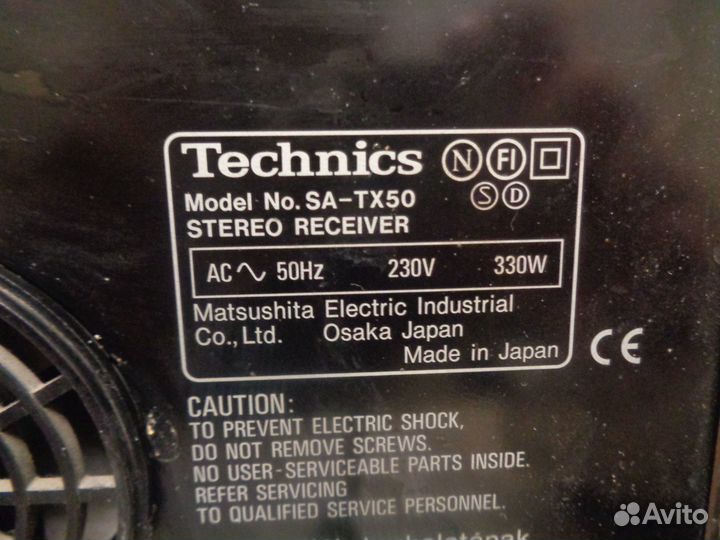 Technics N FI
Model No. SA-TX50 S D
STEREO RECEIVER
AC ∿ 50Hz 230V 330W
Matsushita Electric Industrial
Co., Ltd. Osaka Japan
Made in Japan
CE
CAUTION:
TO PREVENT ELECTRIC SHOCK,
DO NOT REMOVE SCREWS.
NO USER-SERVICEABLE PARTS INSIDE.
REFER SERVICING
TO QUALIFIED SERVICE PERSONNEL.
Avito